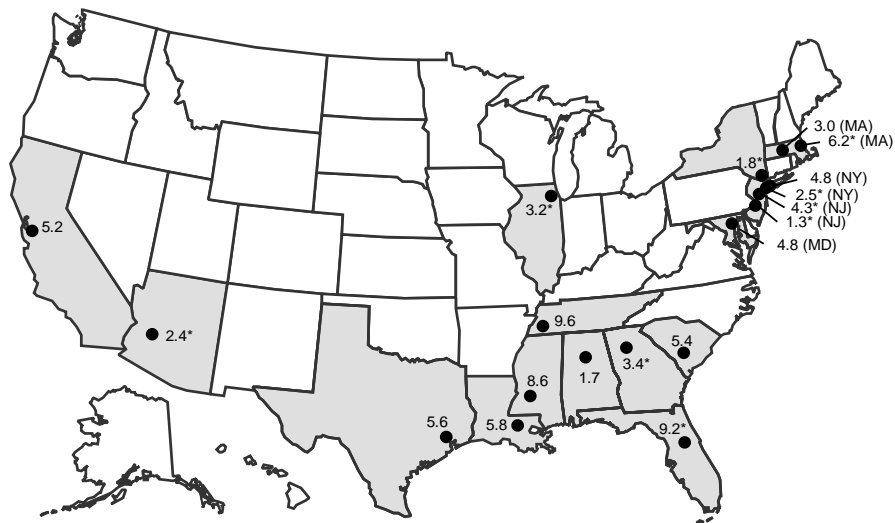 3.0 (MA)
6.2* (MA)
1.8*
4.8 (NY)
2.5* (NY)
4.3* (NJ)
1.3* (NJ)
4.8 (MD)
3.2*
5.2
2.4*
9.6
5.4
3.4*
1.7
8.6
5.6
5.8
9.2*